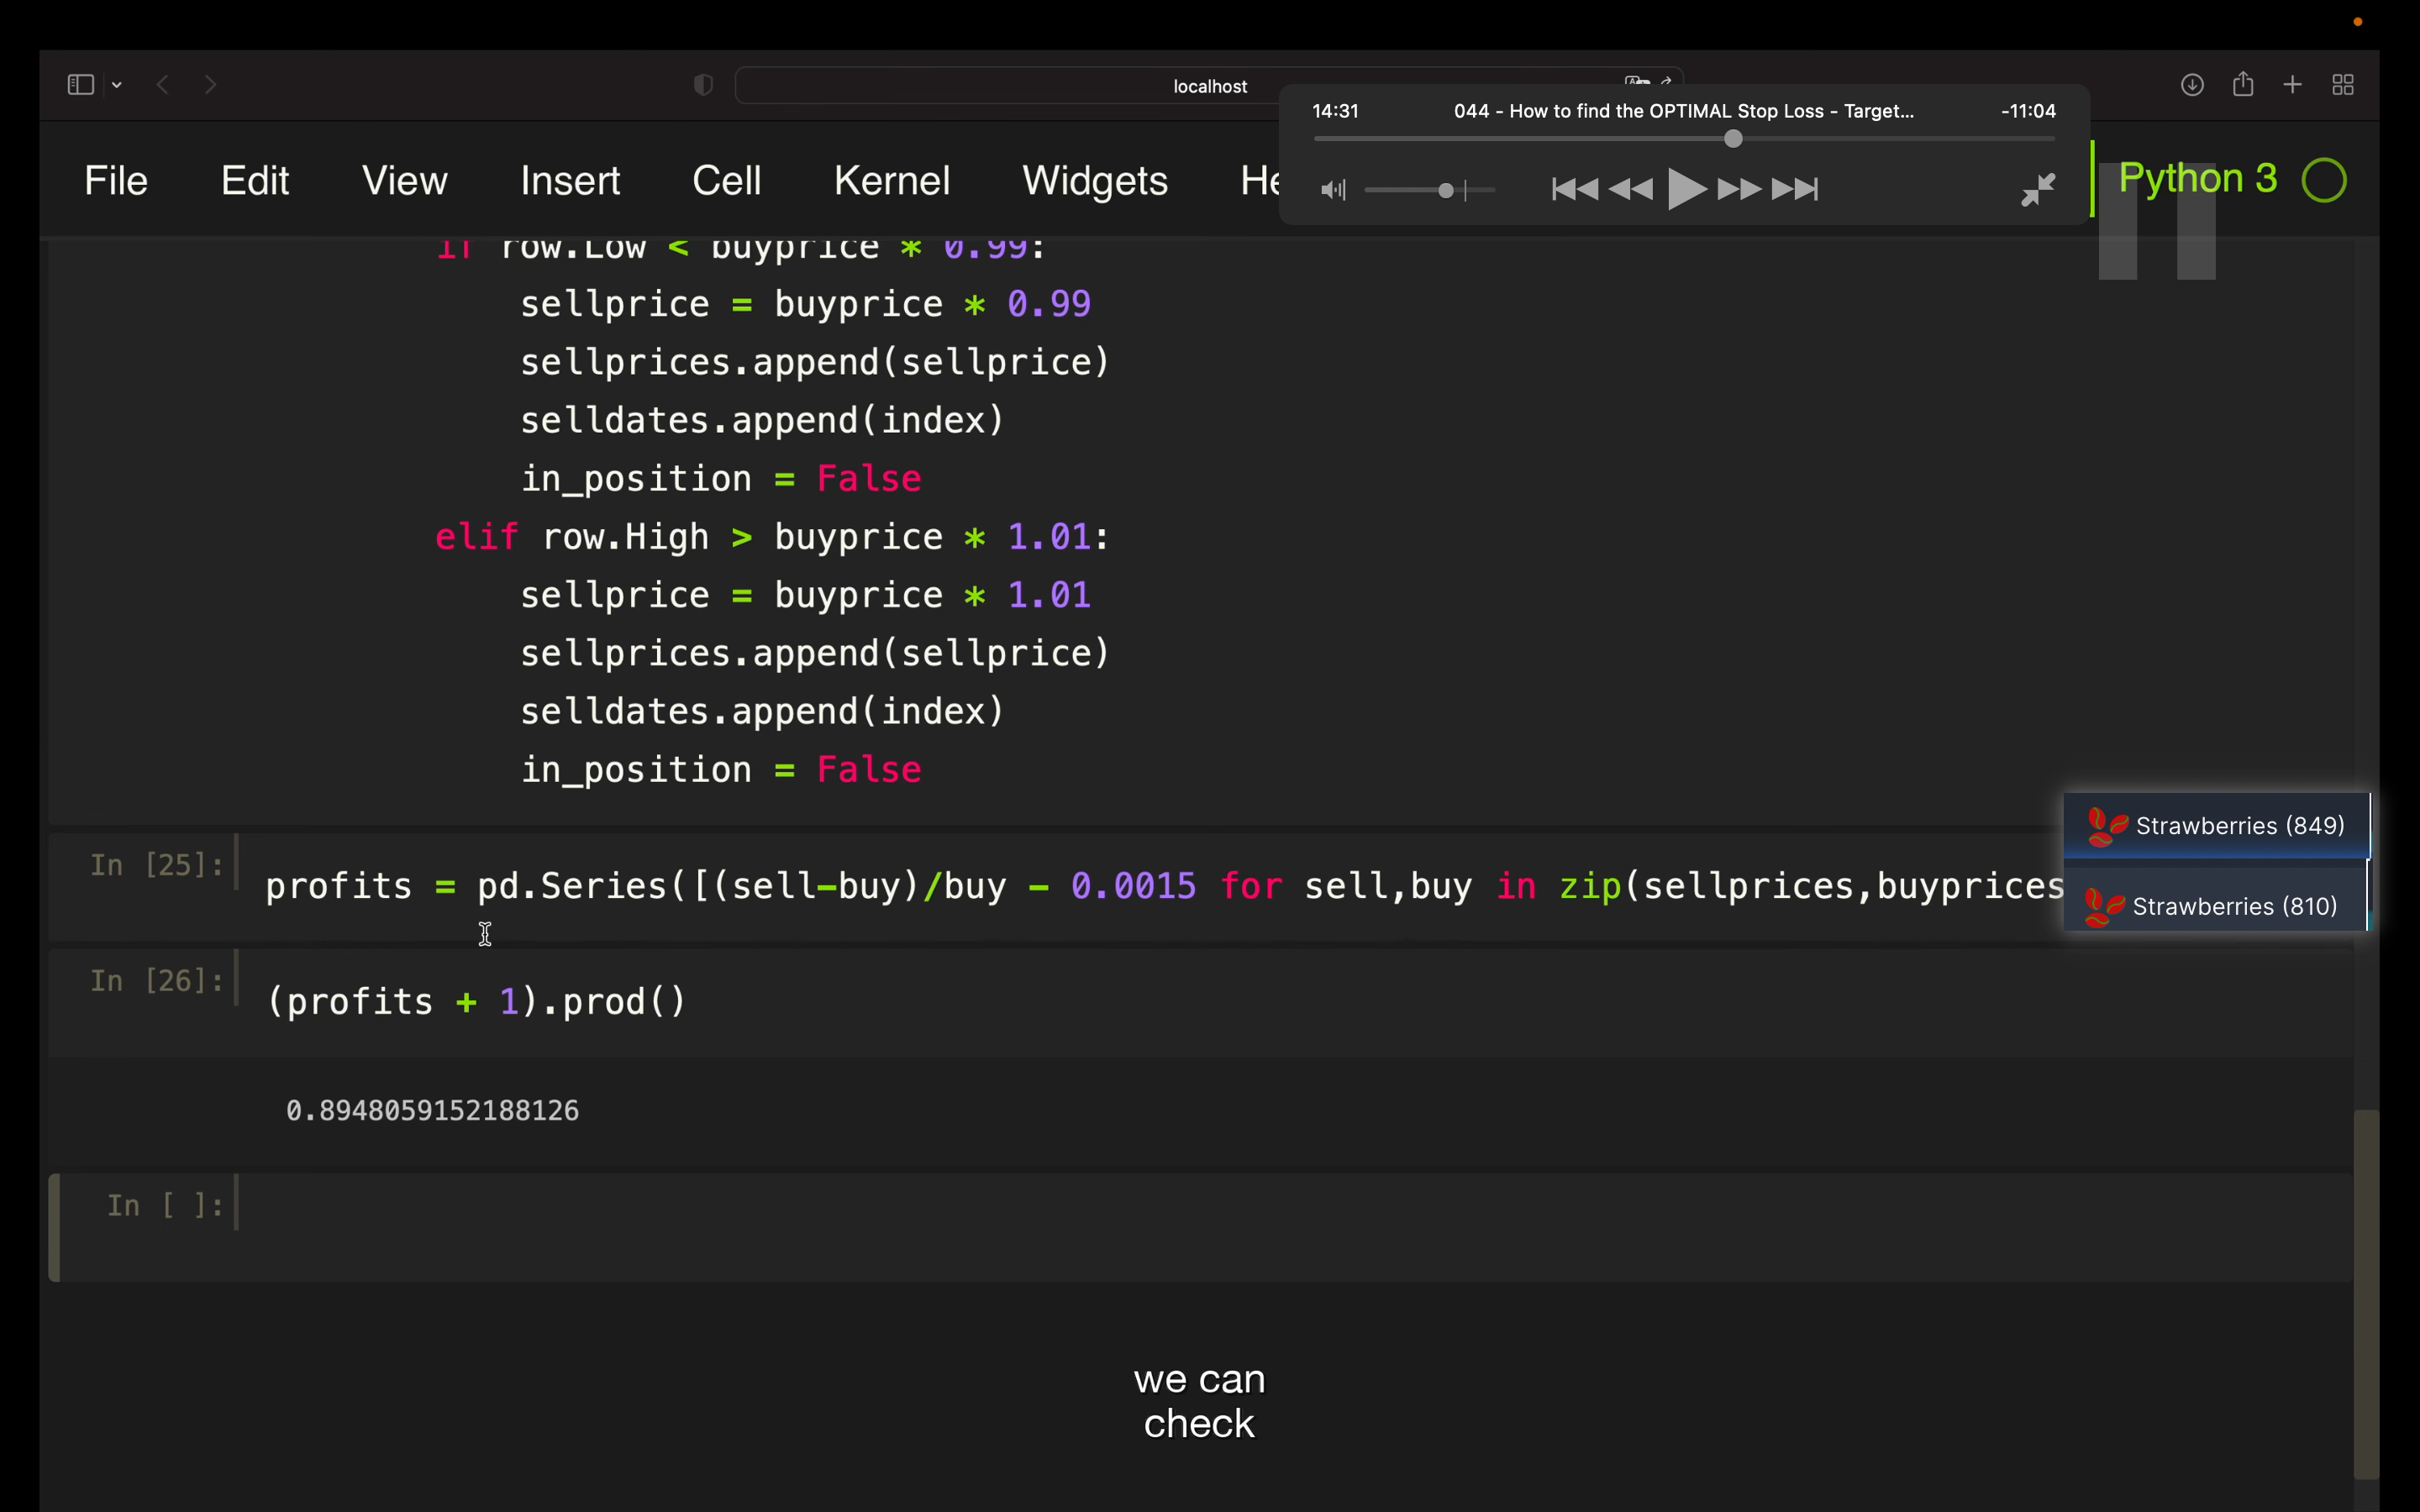 localhost
14:31 044 - How to find the OPTIMAL Stop Loss - Target... -11:04
File Edit View Insert Cell Kernel Widgets He Python 3
if row.Low < buyprice * 0.99:
sellprice = buyprice * 0.99
sellprices.append(sellprice)
selldates.append(index)
in_position = False
elif row.High > buyprice * 1.01:
sellprice = buyprice * 1.01
sellprices.append(sellprice)
selldates.append(index)
in_position = False
Strawberries (849)
In [25]: profits = pd.Series([(sell-buy)/buy - 0.0015 for sell,buy in zip(sellprices,buyprices
Strawberries (810)
In [26]: (profits + 1).prod()
0.8948059152188126
In [ ]:
we can
check